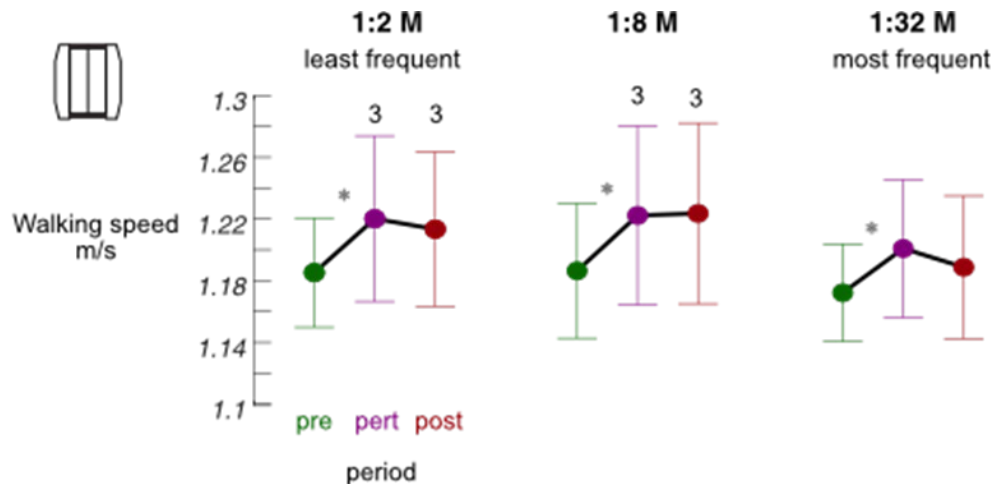 1:2 M
least frequent
1:8 M
1:32 M
most frequent
1.3
3 3
3 3
1.26
*
*
*
Walking speed
m/s
1.22
1.18
1.14
1.1
pre pert post
period